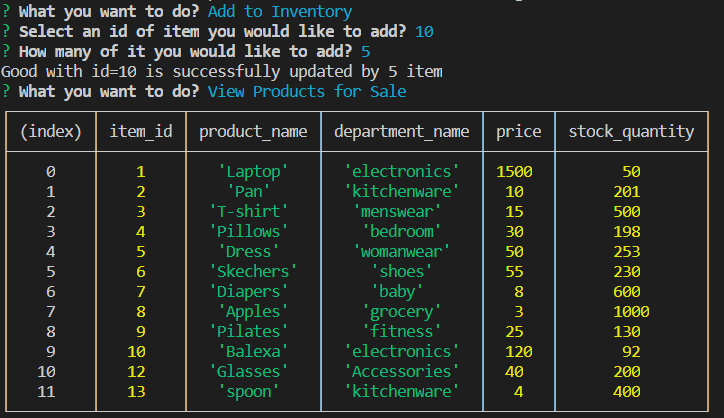 ? What you want to do? Add to Inventory
? Select an id of item you would like to add? 10
? How many of it you would like to add? 5
Good with id=10 is successfully updated by 5 item
? What you want to do? View Products for Sale
(index) item_id product_name department_name price stock_quantity
0 1 'Laptop' 'electronics' 1500 50
1 2 'Pan' 'kitchenware' 10 201
2 3 'T-shirt' 'menswear' 15 500
3 4 'Pillows' 'bedroom' 30 198
4 5 'Dress' 'womanwear' 50 253
5 6 'Skechers' 'shoes' 55 230
6 7 'Diapers' 'baby' 8 600
7 8 'Apples' 'grocery' 3 1000
8 9 'Pilates' 'fitness' 25 130
9 10 'Balexa' 'electronics' 120 92
10 12 'Glasses' 'Accessories' 40 200
11 13 'spoon' 'kitchenware' 4 400